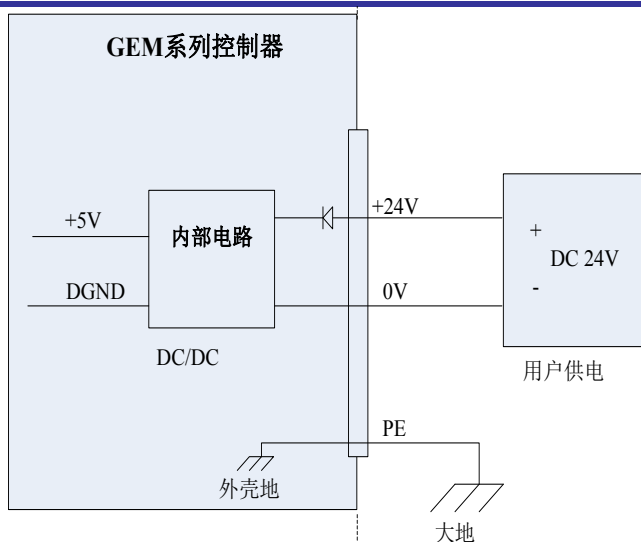 GEM系列控制器
+24V
+5V
内部电路
+
DC 24V
DGND
0V
-
DC/DC
用户供电
PE
外壳地
大地